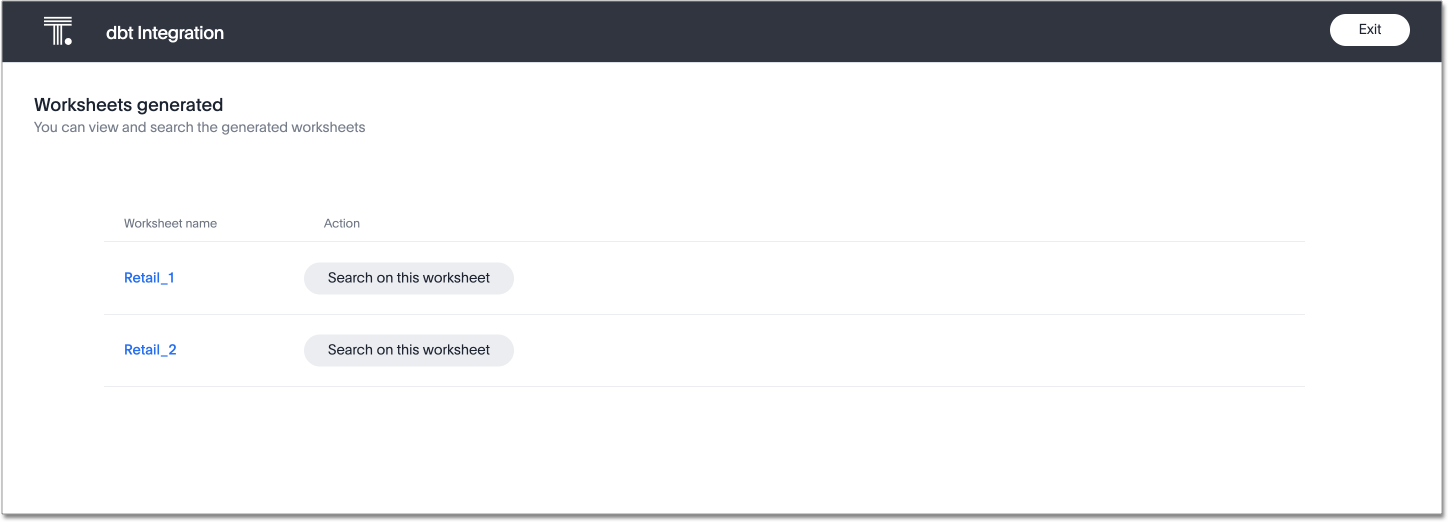 dbt Integration
Exit
Worksheets generated
You can view and search the generated worksheets
Worksheet name Action
Retail_1 Search on this worksheet
Retail_2 Search on this worksheet